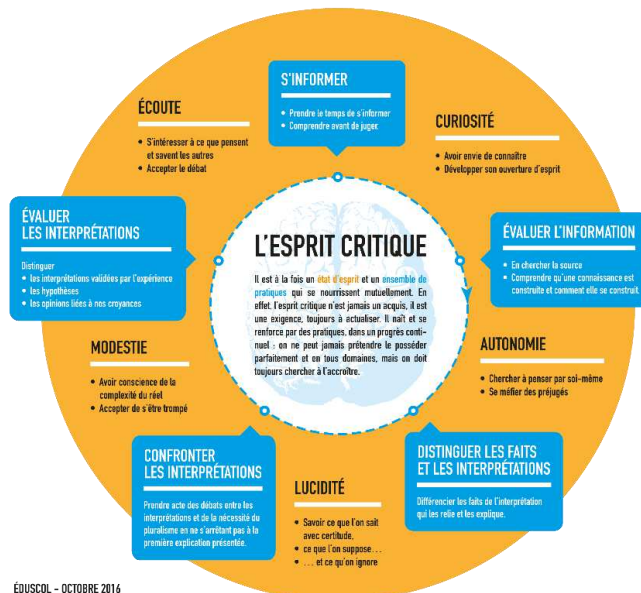 S'INFORMER
• Prendre le temps de s'informer
• Comprendre avant de juger
CURIOSITÉ
• Avoir envie de connaître
• Développer son ouverture d'esprit
ÉVALUER L'INFORMATION
• En chercher la source
• Comprendre qu'une connaissance est
construite et comment elle se construit
AUTONOMIE
• Chercher à penser par soi-même
• Se méfier des préjugés
DISTINGUER LES FAITS
ET LES INTERPRÉTATIONS
Différencier les faits de l'interprétation
qui les relie et les explique.
LUCIDITÉ
• Savoir ce que l'on sait
avec certitude,
• ce que l'on suppose…
• … et ce qu'on ignore
CONFRONTER
LES INTERPRÉTATIONS
Prendre acte des débats entre les
interprétations et de la nécessité du
pluralisme en ne s'arrêtant pas à la
première explication présentée.
MODESTIE
• Avoir conscience de la
complexité du réel
• Accepter de s'être trompé
ÉVALUER
LES INTERPRÉTATIONS
Distinguer
• les interprétations validées par l'expérience
• les hypothèses
• les opinions liées à nos croyances
ÉCOUTE
• S'intéresser à ce que pensent
et savent les autres
• Accepter le débat
L'ESPRIT CRITIQUE
Il est à la fois un état d'esprit et un ensemble de
pratiques qui se nourrissent mutuellement. En
effet, l'esprit critique n'est jamais un acquis, il est
une exigence, toujours à actualiser. Il naît et se
renforce par des pratiques, dans un progrès conti-
nuel : on ne peut jamais prétendre le posséder
parfaitement et en tous domaines, mais on doit
toujours chercher à l'accroître.
ÉDUSCOL - OCTOBRE 2016